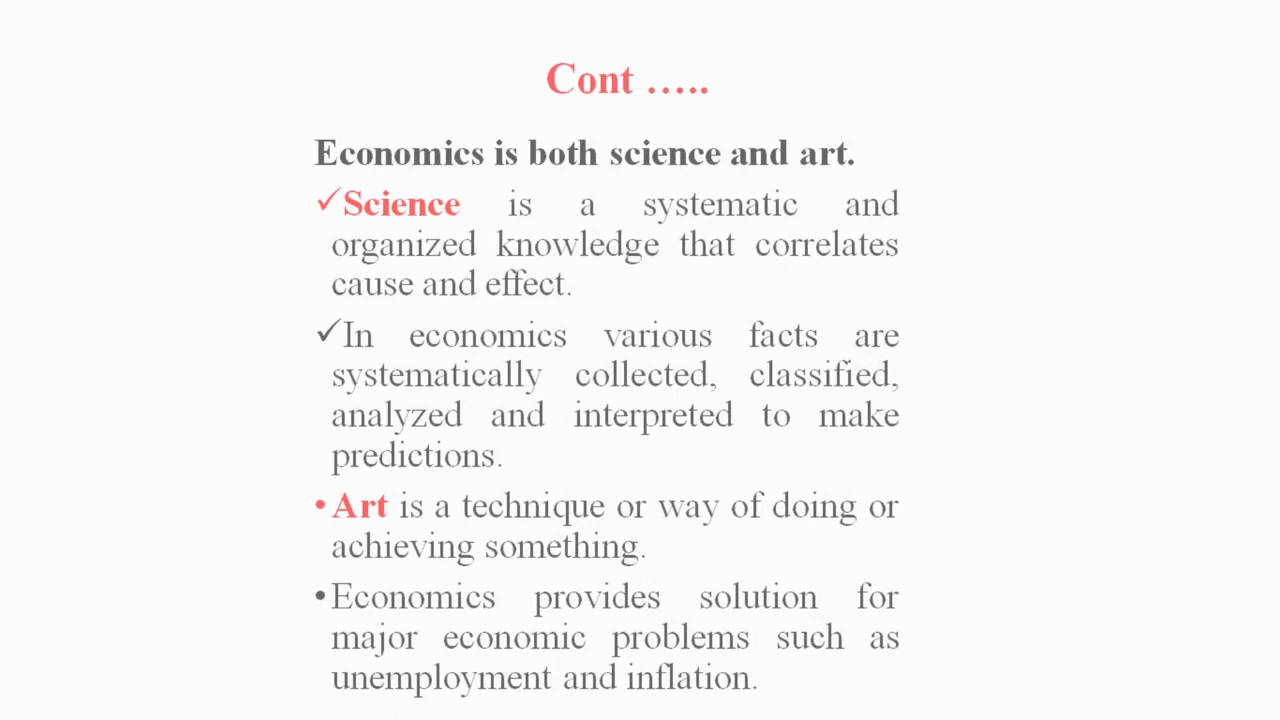 Cont …..
Economics is both science and art.
✓Science is a systematic and
organized knowledge that correlates
cause and effect.
✓In economics various facts are
systematically collected, classified,
analyzed and interpreted to make
predictions.
•Art is a technique or way of doing or
achieving something.
•Economics provides solution for
major economic problems such as
unemployment and inflation.